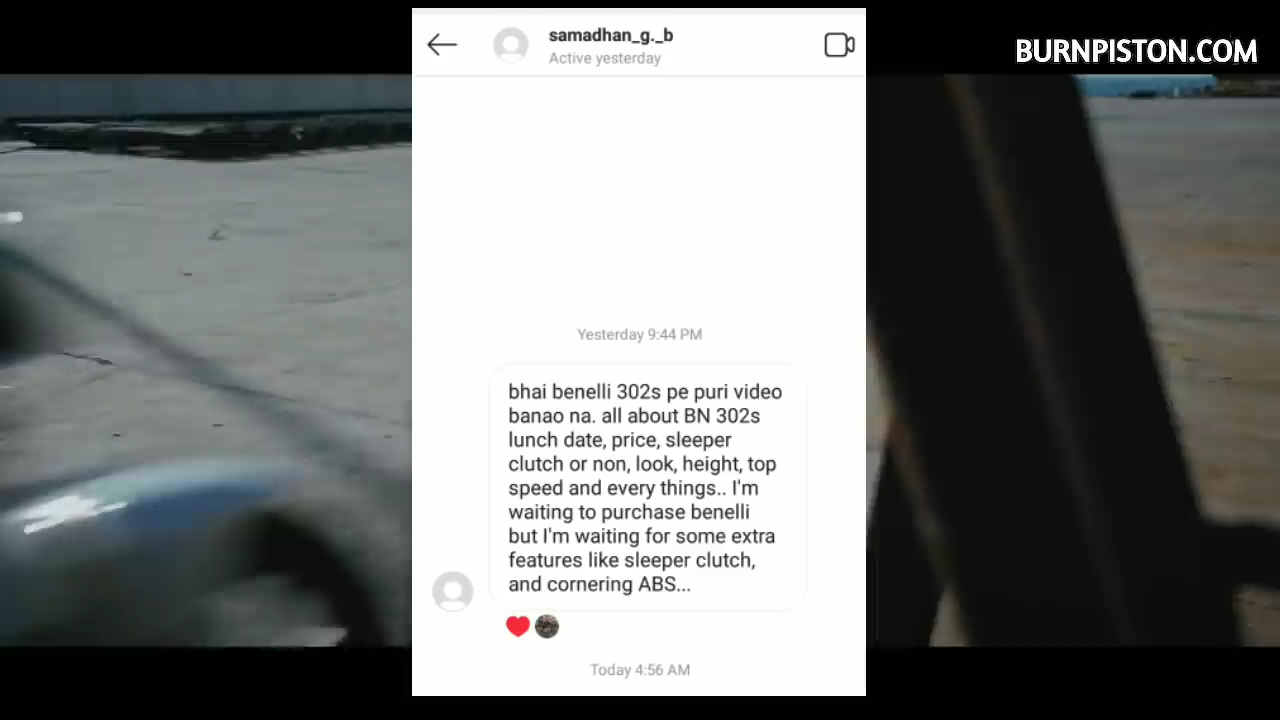 samadhan_g._b
Active yesterday
BURNPISTON.COM
Yesterday 9:44 PM
bhai benelli 302s pe puri video
banao na. all about BN 302s
lunch date, price, sleeper
clutch or non, look, height, top
speed and every things.. I'm
waiting to purchase benelli
but I'm waiting for some extra
features like sleeper clutch,
and cornering ABS...
Today 4:56 AM